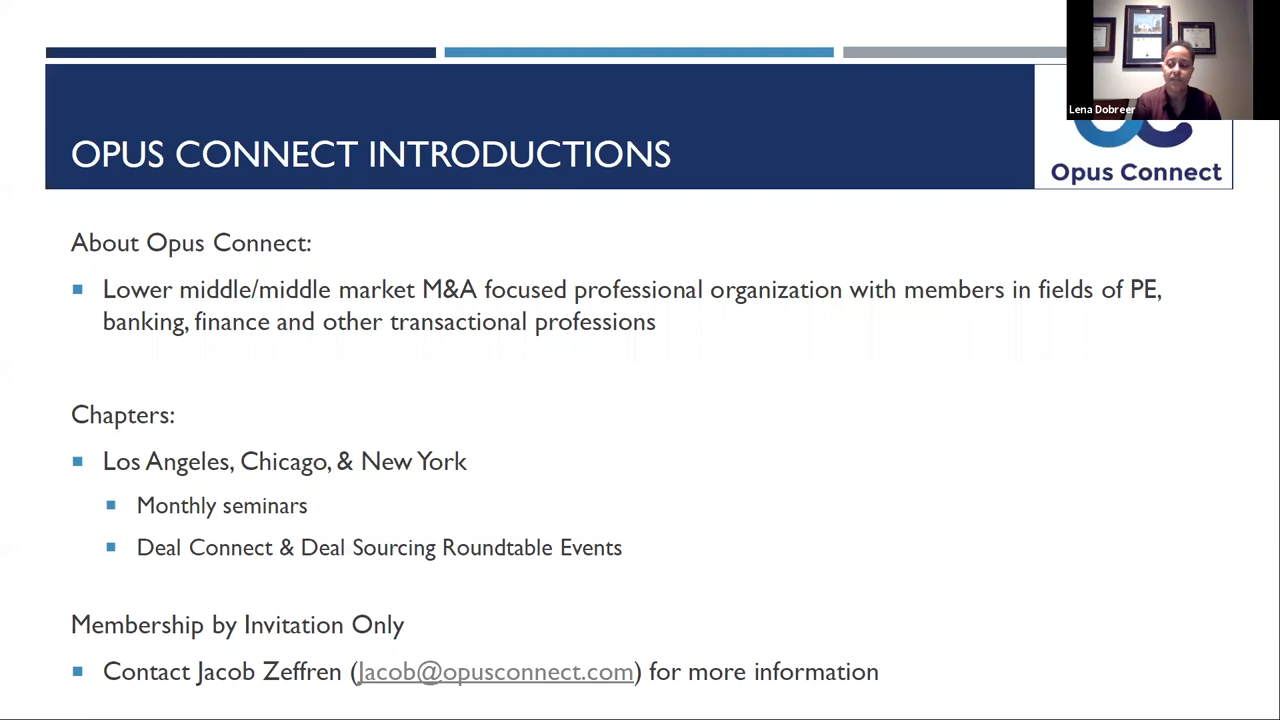 Lena Dobreer
OPUS CONNECT INTRODUCTIONS
Opus Connect
About Opus Connect:
Lower middle/middle market M&A focused professional organization with members in fields of PE,
banking, finance and other transactional professions
Chapters:
Los Angeles, Chicago, & New York
Monthly seminars
Deal Connect & Deal Sourcing Roundtable Events
Membership by Invitation Only
Contact Jacob Zeffren (Jacob@opusconnect.com) for more information